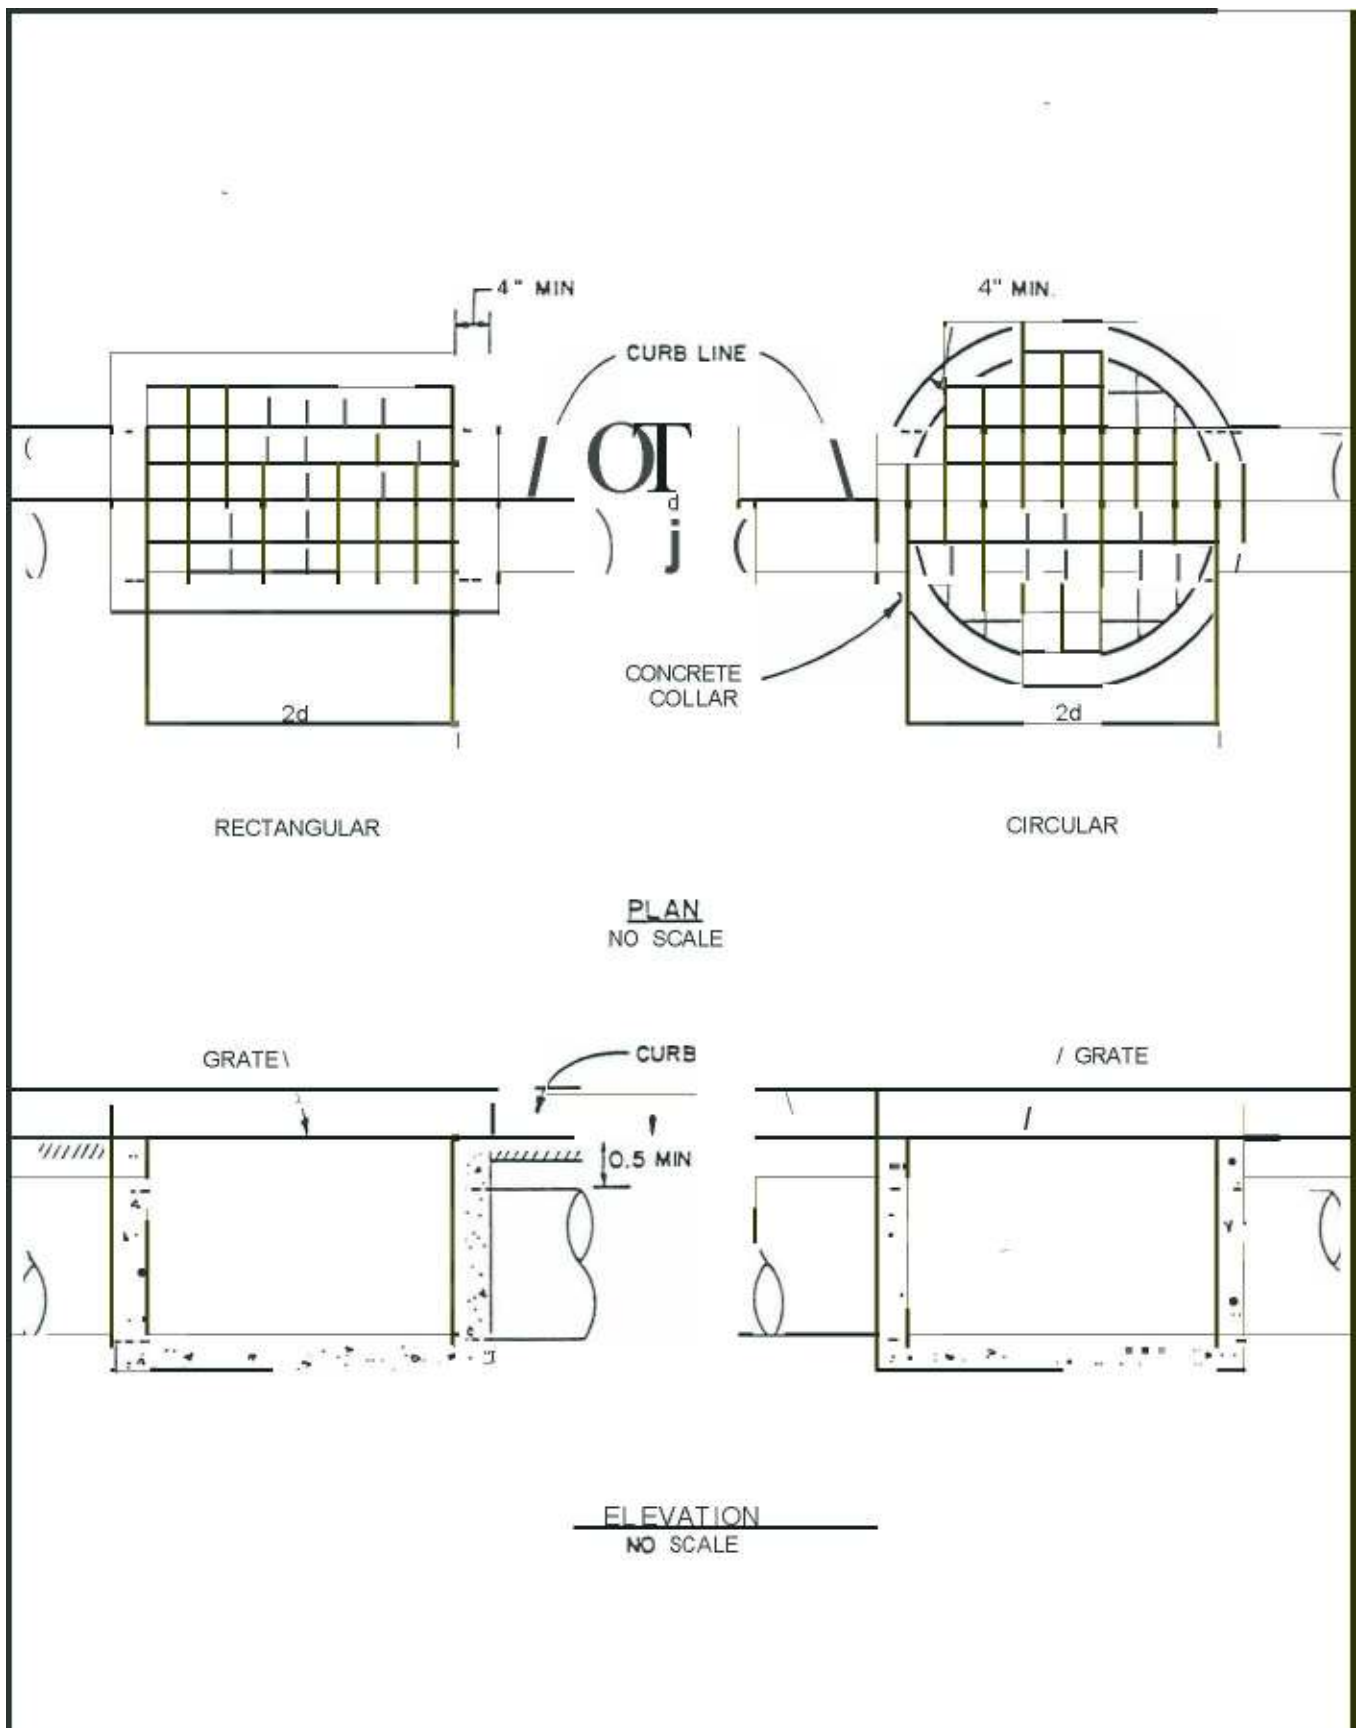 4" MIN
4" MIN.
CURB LINE
OT
d
j
CONCRETE
COLLAR
2d
2d
RECTANGULAR
CIRCULAR
PLAN
NO SCALE
GRATE\
CURB
/ GRATE
0.5 MIN
ELEVATION
NO SCALE